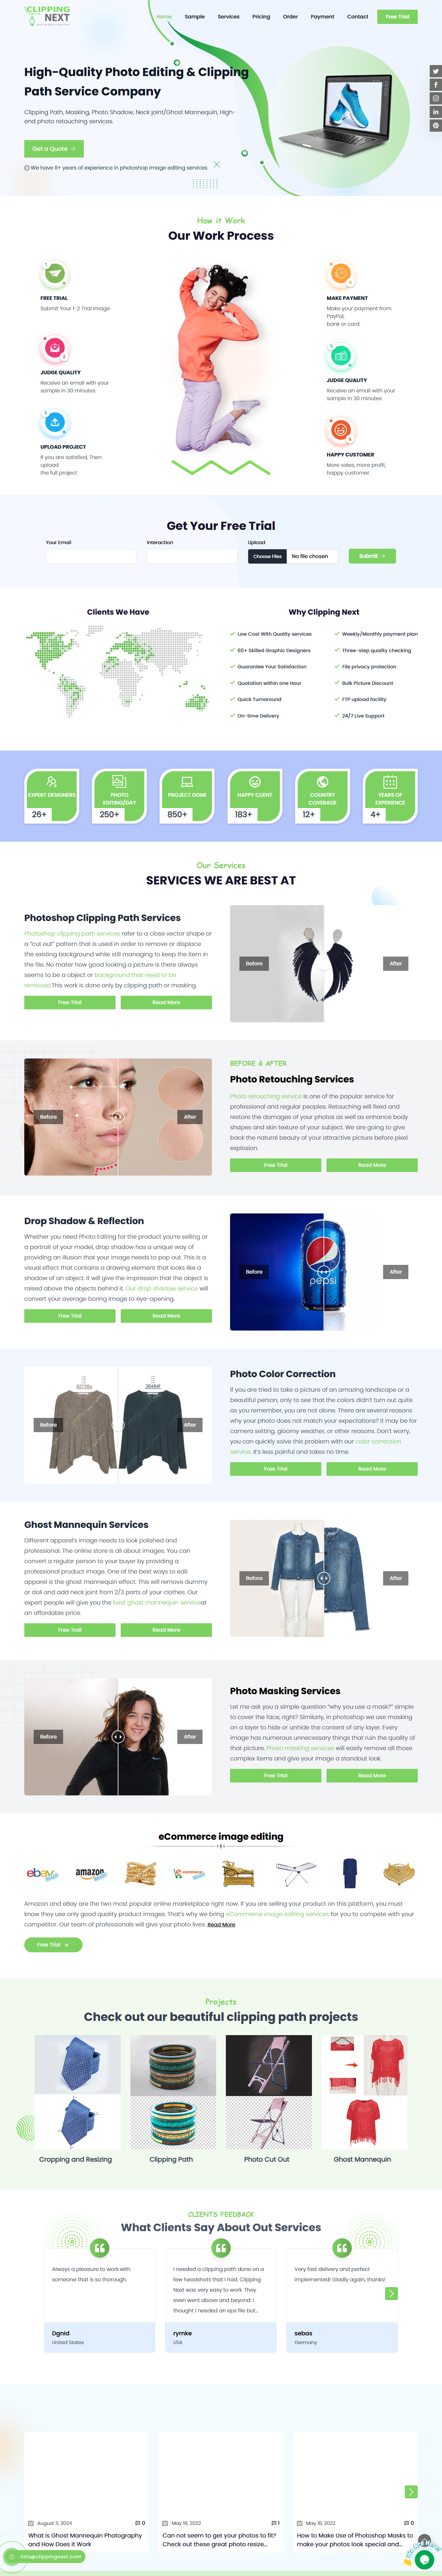 CLIPPING
NEXT
PATH SERVICE COMPANY
Home Sample Services Pricing Order Payment Contact Free Trial
High-Quality Photo Editing & Clipping
Path Service Company
Clipping Path, Masking, Photo Shadow, Neck joint/Ghost Mannequin, High-
end photo retouching services.
Get a Quote
We have 11+ years of experience in photoshop image editing services
How it Work
Our Work Process
1
FREE TRIAL
Submit Your 1-2 Trial Image
2
JUDGE QUALITY
Receive an email with your
sample in 30 minutes
3
UPLOAD PROJECT
If you are satisfied, Then
upload
the full project
4
MAKE PAYMENT
Make your payment from
PayPal,
bank or card.
5
JUDGE QUALITY
Receive an email with your
sample in 30 minutes
6
HAPPY CUSTOMER
More sales, more profit,
happy customer.
Get Your Free Trial
Your Email
Interaction
Upload
Choose Files No file chosen
Submit
Clients We Have
Why Clipping Next
Low Cost With Quality services
65+ Skilled Graphic Designers
Guarantee Your Satisfaction
Quotation within one Hour
Quick Turnaround
On-time Delivery
Weekly/Monthly payment plan
Three-step quality checking
File privacy protection
Bulk Picture Discount
FTP upload facility
24/7 Live Support
EXPERT DESIGNERS
26+
PHOTO
EDITING/DAY
250+
PROJECT DONE
850+
HAPPY CLIENT
183+
COUNTRY
COVERAGE
12+
YEARS OF
EXPERIENCE
4+
Our Services
SERVICES WE ARE BEST AT
Photoshop Clipping Path Services
Photoshop clipping path services refer to a close vector shape or
a "cut out" pattern that is used in order to remove or displace
the existing background while still managing to keep the item in
the file. No mater how good looking a picture is there always
seems to be a object or background that need to be
removed.This work is done only by clipping path or masking.
Free Trial
Read More
Before
After
Before
After
BEFORE & AFTER
Photo Retouching Services
Photo retouching service is one of the popular service for
professional and regular peoples. Retouching will fixed and
restore the damages of your photos as well as enhance body
shapes and skin texture of your subject. We are going to give
back the natural beauty of your attractive picture before pixel
explosion.
Free Trial
Read More
Drop Shadow & Reflection
Whether you need Photo Editing for the product you're selling or
a portrait of your model, drop shadow has a unique way of
providing an illusion that your image needs to pop out. This is a
visual effect that contains a drawing element that looks like a
shadow of an object. It will give the impression that the object is
raised above the objects behind it. Our drop shadow service will
convert your average boring image to eye-opening.
Free Trial
Read More
Before
pepsi
After
62736a
38484f
Before
After
Photo Color Correction
If you are tried to take a picture of an amazing landscape or a
beautiful person, only to see that the colors didn't turn out quite
as you remember, you are not alone. There are several reasons
why your photo does not match your expectations? It may be for
camera setting, gloomy weather, or other reasons. Don't worry,
you can quickly solve this problem with our color correction
service. It's less painful and takes no time.
Free Trial
Read More
Ghost Mannequin Services
Different apparel's image needs to look polished and
professional. The online store is all about images. You can
convert a regular person to your buyer by providing a
professional product image. One of the best ways to edit
apparel is the ghost mannequin effect. This will remove dummy
or doll and add neck joint from 2/3 parts of your clothes. Our
expert people will give you the best ghost mannequin serviceat
an affordable price.
Free Trail
Read More
Before
After
Before
After
Photo Masking Services
Let me ask you a simple question "why you use a mask?" simple
to cover the face, right? Similarly, in photoshop we use masking
on a layer to hide or unhide the content of any layer. Every
image has numerous unnecessary things that ruin the quality of
that picture. Photo masking services will easily remove all those
complex items and give your image a standout look.
Free Trial
Read More
eCommerce image editing
ebay
amazon
Amazon and eBay are the two most popular online marketplace right now. If you are selling your product on this platform, you must
know they use only good quality product images. That's why we bring eCommerce image editing services for you to compete with your
competitor. Our team of professionals will give your photo lives. Read More
Free Trial
Projects
Check out our beautiful clipping path projects
Cropping and Resizing
Clipping Path
Photo Cut Out
Ghost Mannequin
CLIENTS FEEDBACK
What Clients Say About Out Services
Always a pleasure to work with
someone that is so thorough.
Dgnld
United States
I needed a clipping path done on a
few headshots that I had. Clipping
Next was very easy to work. They
even went above and beyond: I
thought I needed an eps file but...
rymke
USA
Very fast delivery and perfect
implemented! Gladly again, thanks!
sebas
Germany
August 11, 2024 0
What is Ghost Mannequin Photography
and How Does it Work
May 19, 2022 1
Can not seem to get your photos to fit?
Check out these great photo resize...
May 10, 2022 0
How to Make Use of Photoshop Masks to
make your photos look special and...
info@clippingnext.com